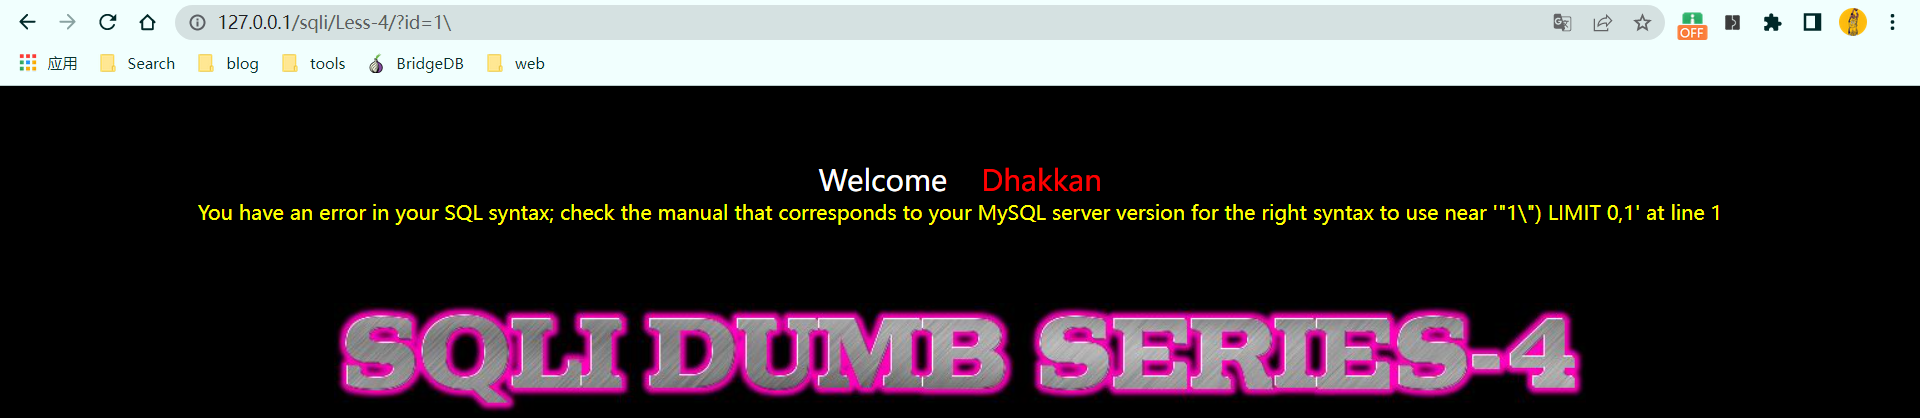 127.0.0.1/sqli/Less-4/?id=1\
OFF
应用 Search blog tools BridgeDB web
Welcome Dhakkan
You have an error in your SQL syntax; check the manual that corresponds to your MySQL server version for the right syntax to use near '"1\") LIMIT 0,1' at line 1
SQLI DUMB SERIES-4